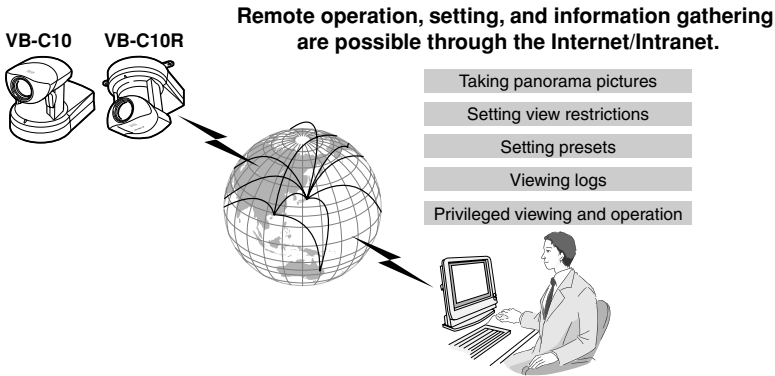 Remote operation, setting, and information gathering
are possible through the Internet/Intranet.
VB-C10 VB-C10R
Taking panorama pictures
Setting view restrictions
Setting presets
Viewing logs
Privileged viewing and operation